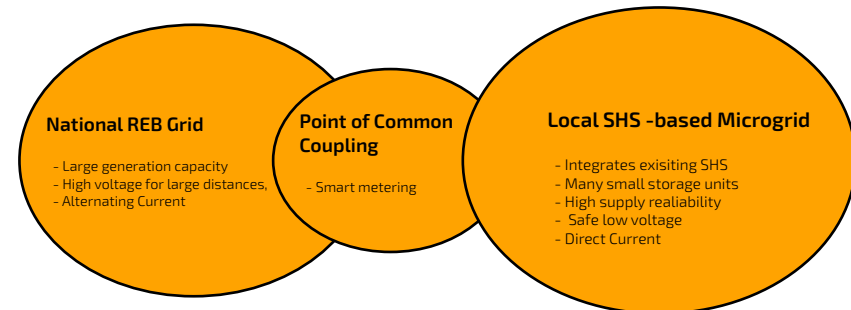 National REB Grid
- Large generation capacity
- High voltage for large distances,
- Alternating Current
Point of Common
Coupling
- Smart metering
Local SHS -based Microgrid
- Integrates exisiting SHS
- Many small storage units
- High supply realiability
- Safe low voltage
- Direct Current